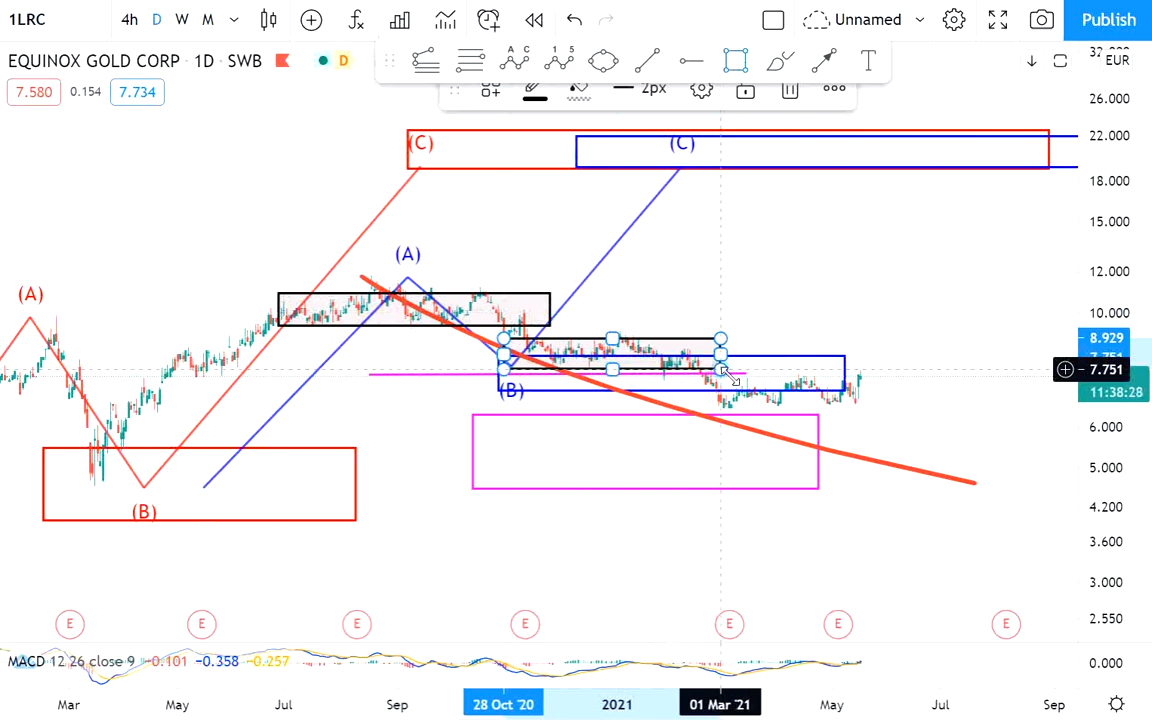 1LRC D W M 4h Unnamed Publish
A C 1 5 T
EQUINOX GOLD CORP · 1D · SWB D
7.580 0.154 7.734
2px
EUR
26.000
22.000
18.000
15.000
12.000
10.000
8.929
7.751
11:38:28
6.000
5.000
4.200
3.600
3.000
2.550
0.000
(C) (C)
(A)
(A)
(B)
(B)
E E E E E E E
MACD 12 26 close 9 −0.101 −0.358 −0.257
Mar May Jul Sep 28 Oct '20 2021 01 Mar '21 May Jul Sep